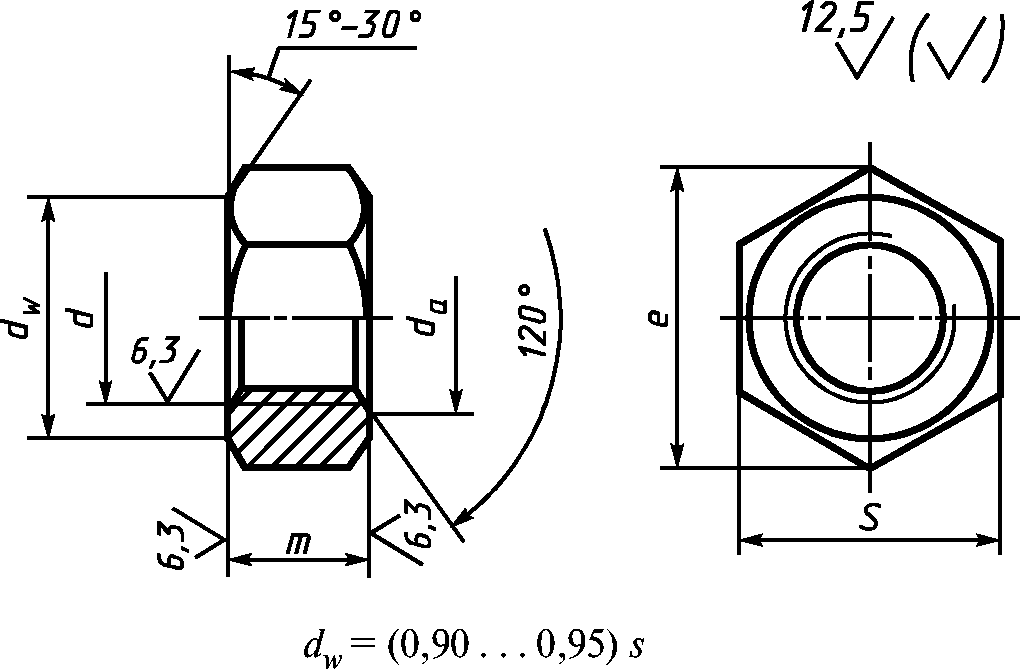 15°–30°
12,5 ( )
d_w
d
6,3
d_a
120°
e
6,3
m
6,3
S
d_w = (0,90 . . . 0,95) s